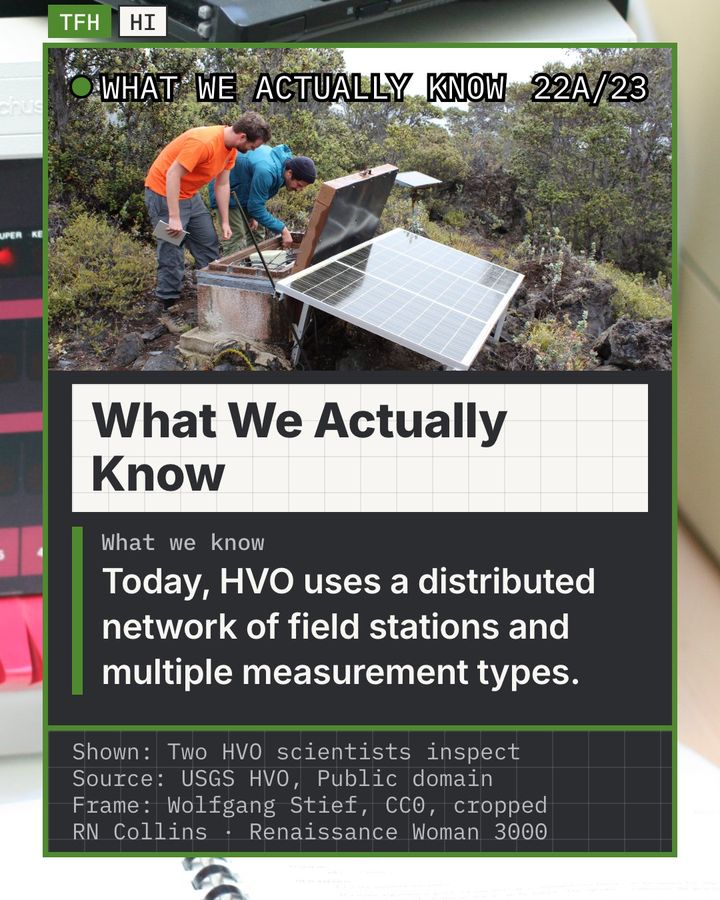 TFH HI
WHAT WE ACTUALLY KNOW 22A/23
What We Actually
Know
What we know
Today, HVO uses a distributed
network of field stations and
multiple measurement types.
Shown: Two HVO scientists inspect
Source: USGS HVO, Public domain
Frame: Wolfgang Stief, CC0, cropped
RN Collins · Renaissance Woman 3000